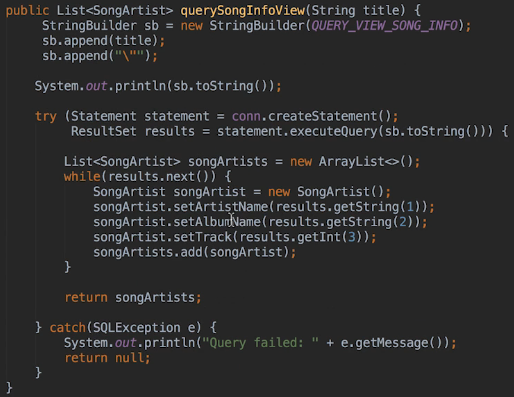 public List<SongArtist> querySongInfoView(String title) {
    StringBuilder sb = new StringBuilder(QUERY_VIEW_SONG_INFO);
    sb.append(title);
    sb.append("\"");

    System.out.println(sb.toString());

    try (Statement statement = conn.createStatement();
         ResultSet results = statement.executeQuery(sb.toString())) {

        List<SongArtist> songArtists = new ArrayList<>();
        while(results.next()) {
            SongArtist songArtist = new SongArtist();
            songArtist.setArtistName(results.getString(1));
            songArtist.setAlbumName(results.getString(2));
            songArtist.setTrack(results.getInt(3));
            songArtists.add(songArtist);
        }

        return songArtists;

    } catch(SQLException e) {
        System.out.println("Query failed: " + e.getMessage());
        return null;
    }
}